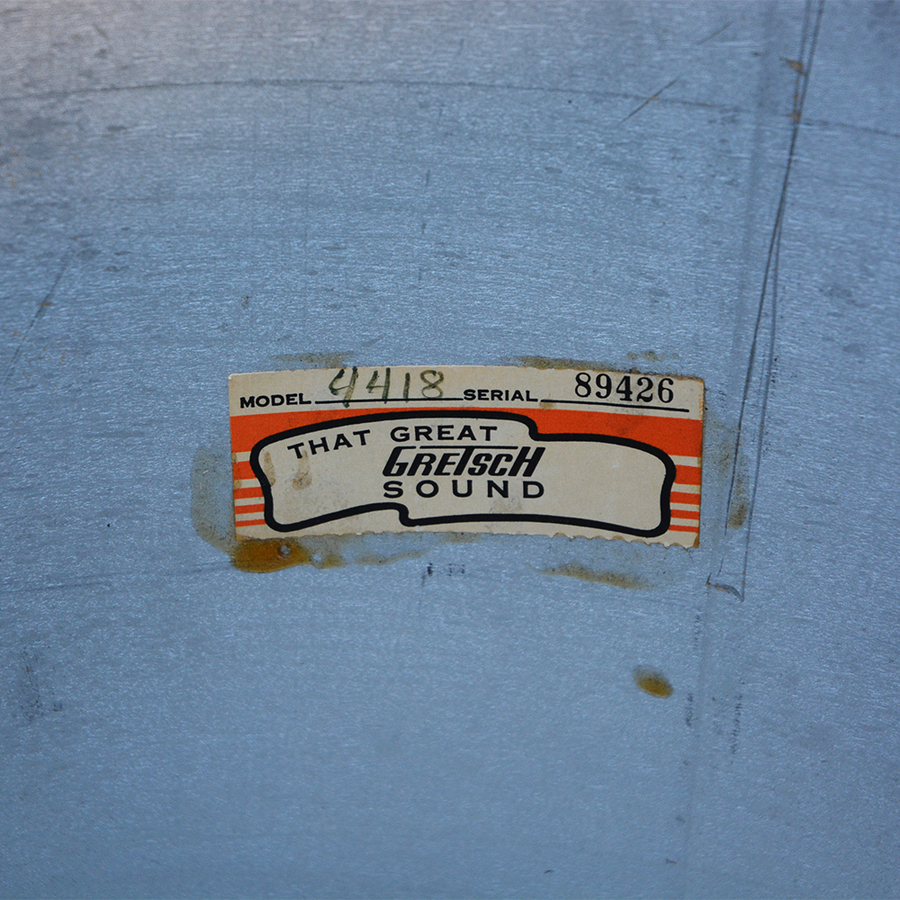 MODEL 4418 SERIAL 89426
THAT GREAT
GRETSCH
SOUND